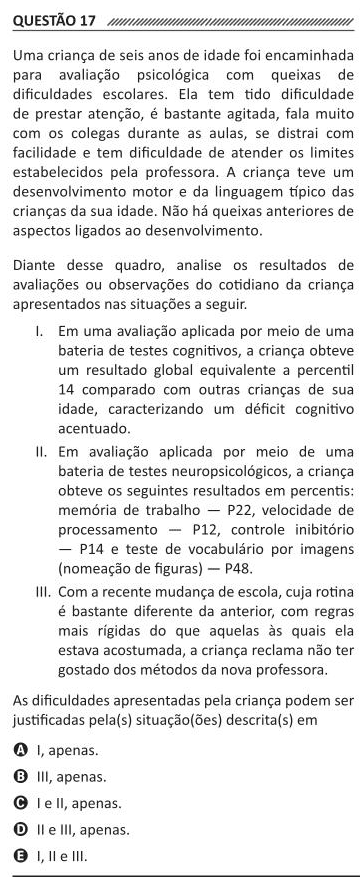 QUESTÃO 17
Uma criança de seis anos de idade foi encaminhada
para avaliação psicológica com queixas de
dificuldades escolares. Ela tem tido dificuldade
de prestar atenção, é bastante agitada, fala muito
com os colegas durante as aulas, se distrai com
facilidade e tem dificuldade de atender os limites
estabelecidos pela professora. A criança teve um
desenvolvimento motor e da linguagem típico das
crianças da sua idade. Não há queixas anteriores de
aspectos ligados ao desenvolvimento.
Diante desse quadro, analise os resultados de
avaliações ou observações do cotidiano da criança
apresentados nas situações a seguir.
I. Em uma avaliação aplicada por meio de uma
bateria de testes cognitivos, a criança obteve
um resultado global equivalente a percentil
14 comparado com outras crianças de sua
idade, caracterizando um déficit cognitivo
acentuado.
II. Em avaliação aplicada por meio de uma
bateria de testes neuropsicológicos, a criança
obteve os seguintes resultados em percentis:
memória de trabalho — P22, velocidade de
processamento — P12, controle inibitório
— P14 e teste de vocabulário por imagens
(nomeação de figuras) — P48.
III. Com a recente mudança de escola, cuja rotina
é bastante diferente da anterior, com regras
mais rígidas do que aquelas às quais ela
estava acostumada, a criança reclama não ter
gostado dos métodos da nova professora.
As dificuldades apresentadas pela criança podem ser
justificadas pela(s) situação(ões) descrita(s) em
A I, apenas.
B III, apenas.
C I e II, apenas.
D II e III, apenas.
E I, II e III.